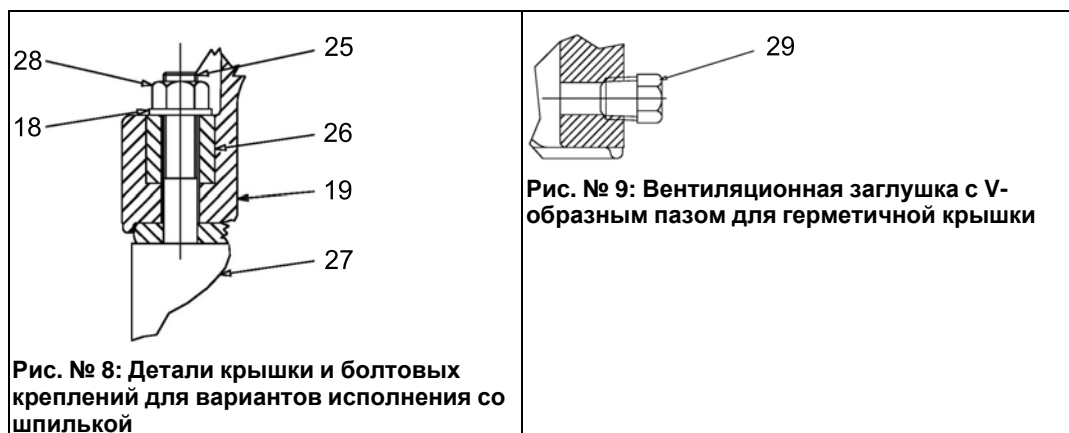 28
25
18
26
19
27
Рис. № 8: Детали крышки и болтовых
креплений для вариантов исполнения со
шпилькой
29
Рис. № 9: Вентиляционная заглушка с V-
образным пазом для герметичной крышки